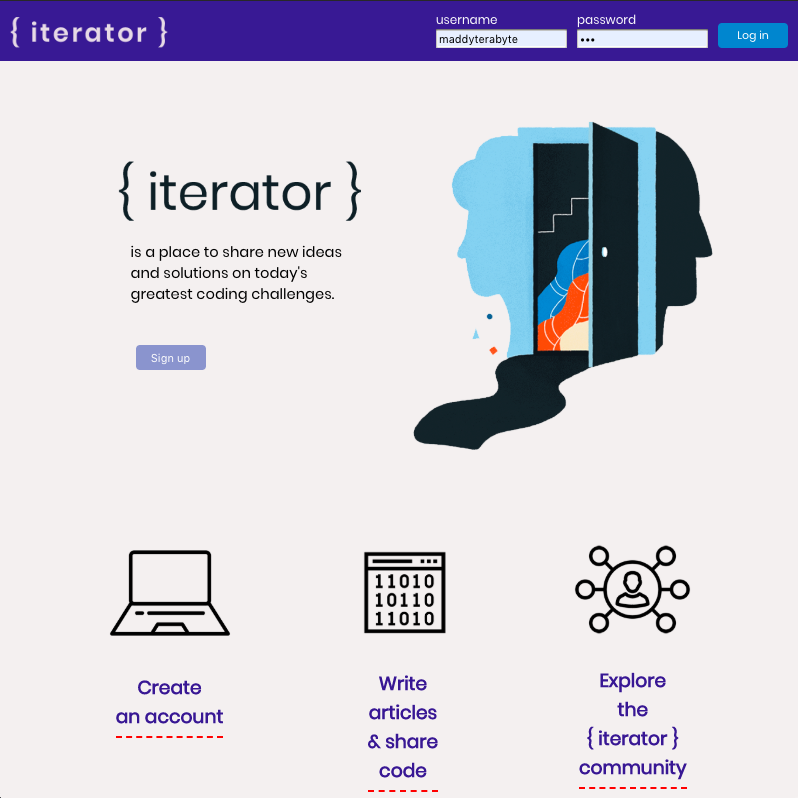 { iterator }
username
password
maddyterabyte
•••
Log in
{ iterator }
is a place to share new ideas
and solutions on today's
greatest coding challenges.
Sign up
11010
10110
11010
Create
an account
Write
articles
& share
code
Explore
the
{ iterator }
community